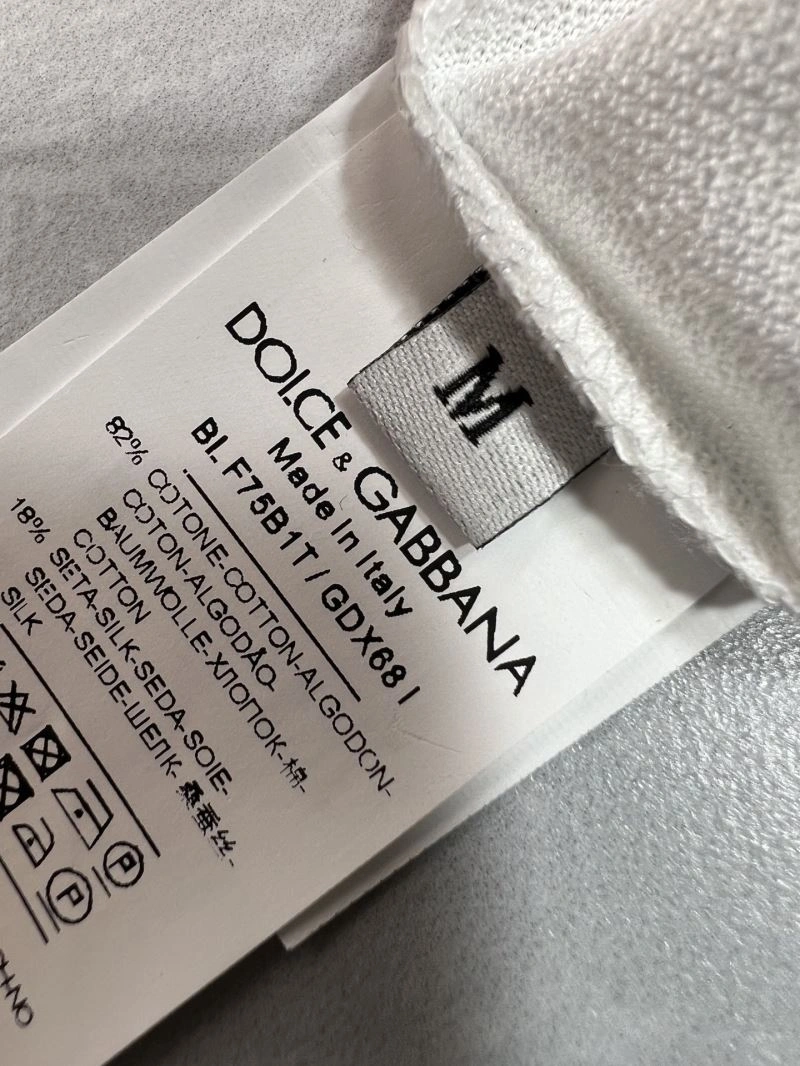 M
DOLCE & GABBANA
Made In Italy
BI. F75B1T / GDX68 I
82% COTONE-COTTON-ALGODON-
COTON-ALGODÃO-
BAUMWOLLE-ХЛОПОК-棉-
COTTON
18% SETA-SILK-SEDA-SOIE-
SEDA-SEIDE-ШЕЛК-桑蚕丝-
SILK
P
P